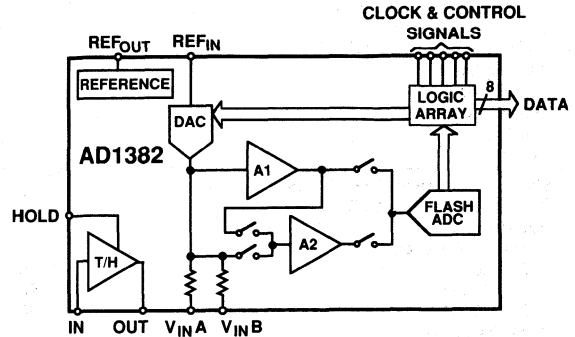 CLOCK & CONTROL
SIGNALS
REFOUT
REFIN
REFERENCE
8
LOGIC
ARRAY
DATA
DAC
AD1382
A1
HOLD
FLASH
ADC
A2
T/H
IN
OUT
VINA
VINB